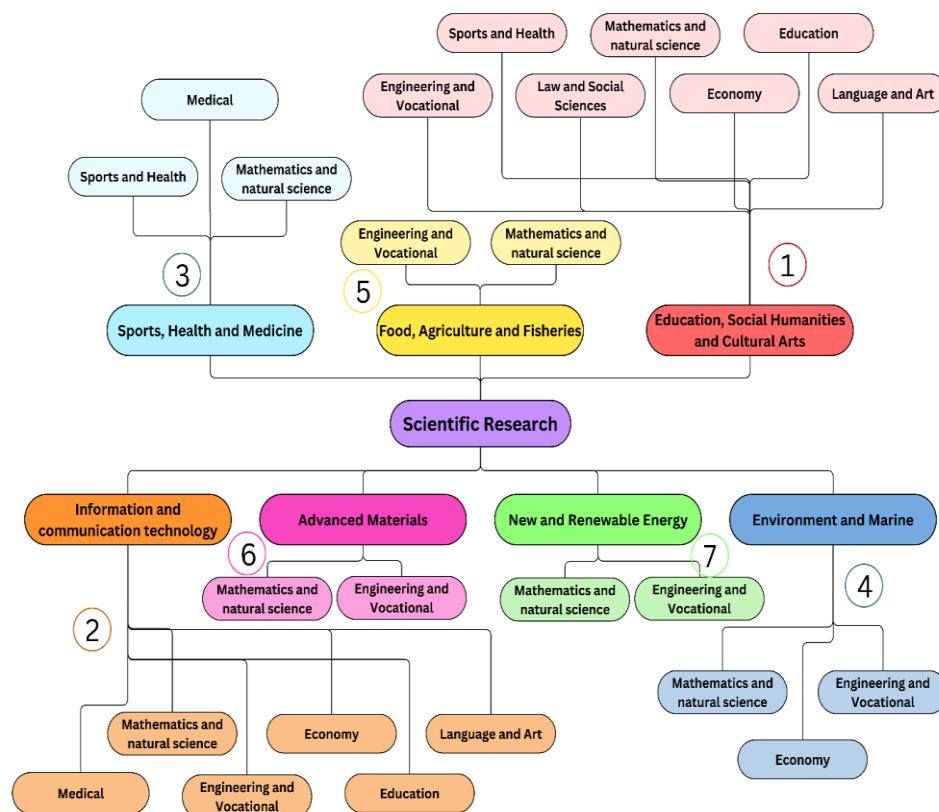 Sports and Health
Mathematics and
natural science
Education
Engineering and
Vocational
Law and Social
Sciences
Economy
Language and Art
Medical
Sports and Health
Mathematics and
natural science
Engineering and
Vocational
Mathematics and
natural science
3
5
1
Sports, Health and Medicine
Food, Agriculture and Fisheries
Education, Social Humanities
and Cultural Arts
Scientific Research
Information and
communication technology
Advanced Materials
New and Renewable Energy
Environment and Marine
6
7
4
2
Mathematics and
natural science
Engineering and
Vocational
Mathematics and
natural science
Engineering and
Vocational
Mathematics and
natural science
Engineering and
Vocational
Economy
Mathematics and
natural science
Economy
Language and Art
Medical
Engineering and
Vocational
Education